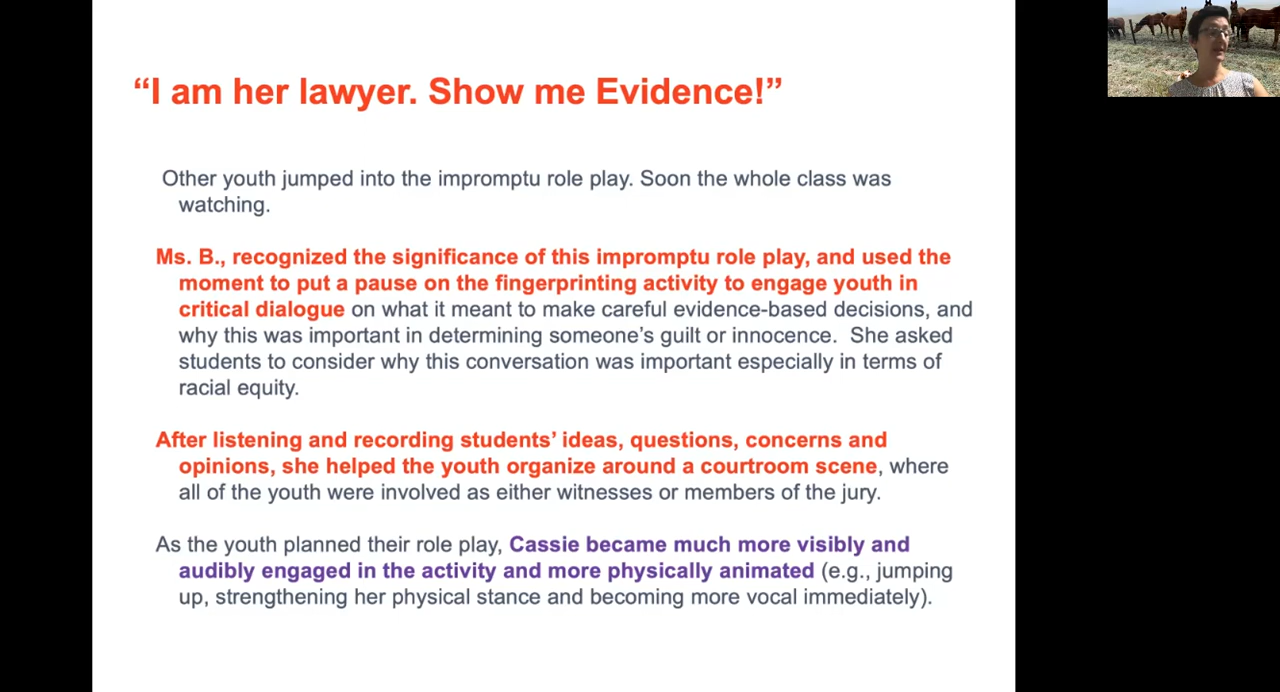 “I am her lawyer. Show me Evidence!”
Other youth jumped into the impromptu role play. Soon the whole class was
watching.
Ms. B., recognized the significance of this impromptu role play, and used the
moment to put a pause on the fingerprinting activity to engage youth in
critical dialogue on what it meant to make careful evidence-based decisions, and
why this was important in determining someone’s guilt or innocence.  She asked
students to consider why this conversation was important especially in terms of
racial equity.
After listening and recording students’ ideas, questions, concerns and
opinions, she helped the youth organize around a courtroom scene, where
all of the youth were involved as either witnesses or members of the jury.
As the youth planned their role play, Cassie became much more visibly and
audibly engaged in the activity and more physically animated (e.g., jumping
up, strengthening her physical stance and becoming more vocal immediately).